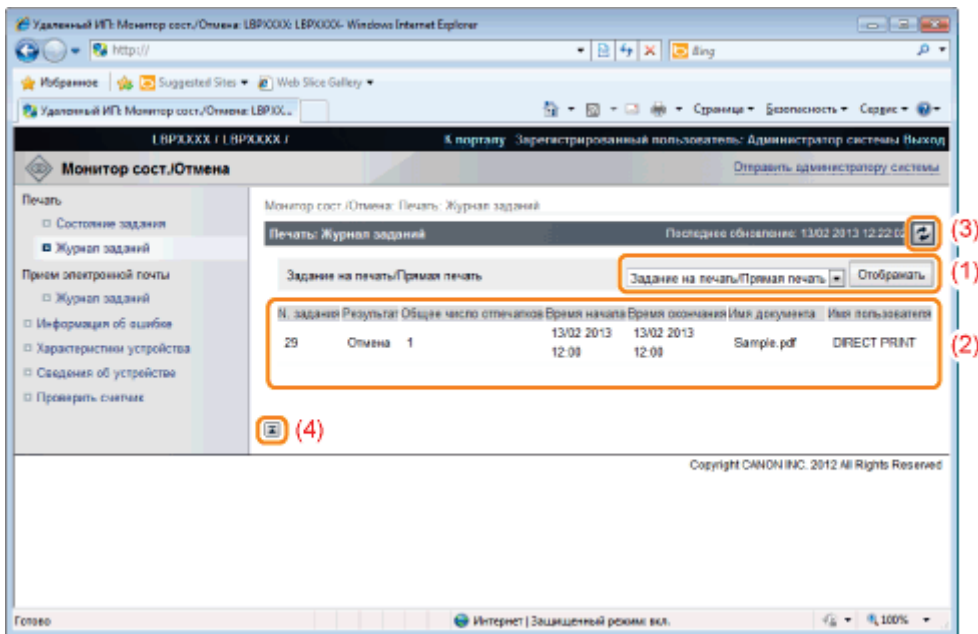 Удаленный ИП: Монитор сост./Отмена: LBPXXXX: LBPXXXX- Windows Internet Explorer
http://
Bing
Избранное Suggested Sites Web Slice Gallery
Удаленный ИП: Монитор сост./Отмена: LBPXX... Страница Безопасность Сервис
LBPXXXX / LBPXXXX / К порталу Зарегистрированный пользователь: Администратор системы Выход
Монитор сост./Отмена Отправить администратору системы
Печать
Состояние задания
Журнал заданий
Прием электронной почты
Журнал заданий
Информация об ошибке
Характеристики устройства
Сведения об устройстве
Проверить счетчик
Монитор сост./Отмена: Печать: Журнал заданий
Печать: Журнал заданий Последнее обновление: 13/02 2013 12:22:02 (3)
Задание на печать/Прямая печать Задание на печать/Прямая печать Отображать (1)
N. задания Результат Общее число отпечатков Время начала Время окончания Имя документа Имя пользователя
29 Отмена 1 13/02 2013 12:00 13/02 2013 12:00 Sample.pdf DIRECT PRINT (2)
(4)
Copyright CANON INC. 2012 All Rights Reserved
Готово Интернет | Защищенный режим: вкл. 100%